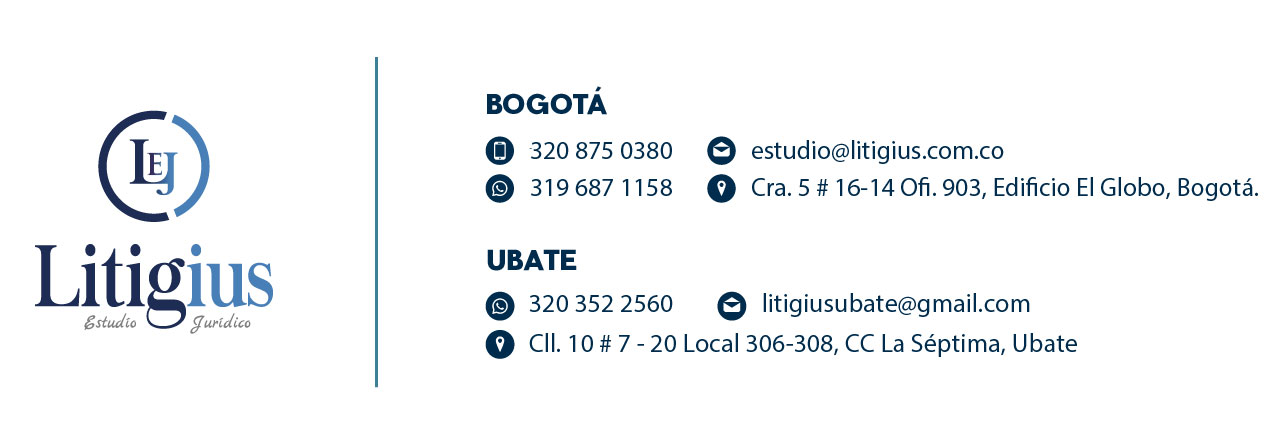 LEJ
Litigius
Estudio Jurídico
BOGOTÁ
320 875 0380 estudio@litigius.com.co
319 687 1158 Cra. 5 # 16-14 Ofi. 903, Edificio El Globo, Bogotá.
UBATE
320 352 2560 litigiusubate@gmail.com
Cll. 10 # 7 - 20 Local 306-308, CC La Séptima, Ubate